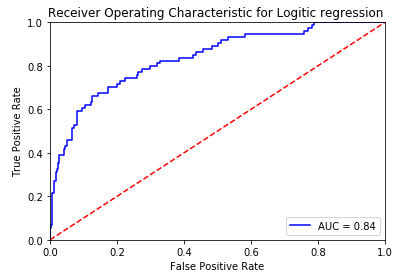 Receiver Operating Characteristic for Logitic regression
1.0
0.8
0.6
0.4
0.2
0.0
True Positive Rate
AUC = 0.84
0.0 0.2 0.4 0.6 0.8 1.0
False Positive Rate